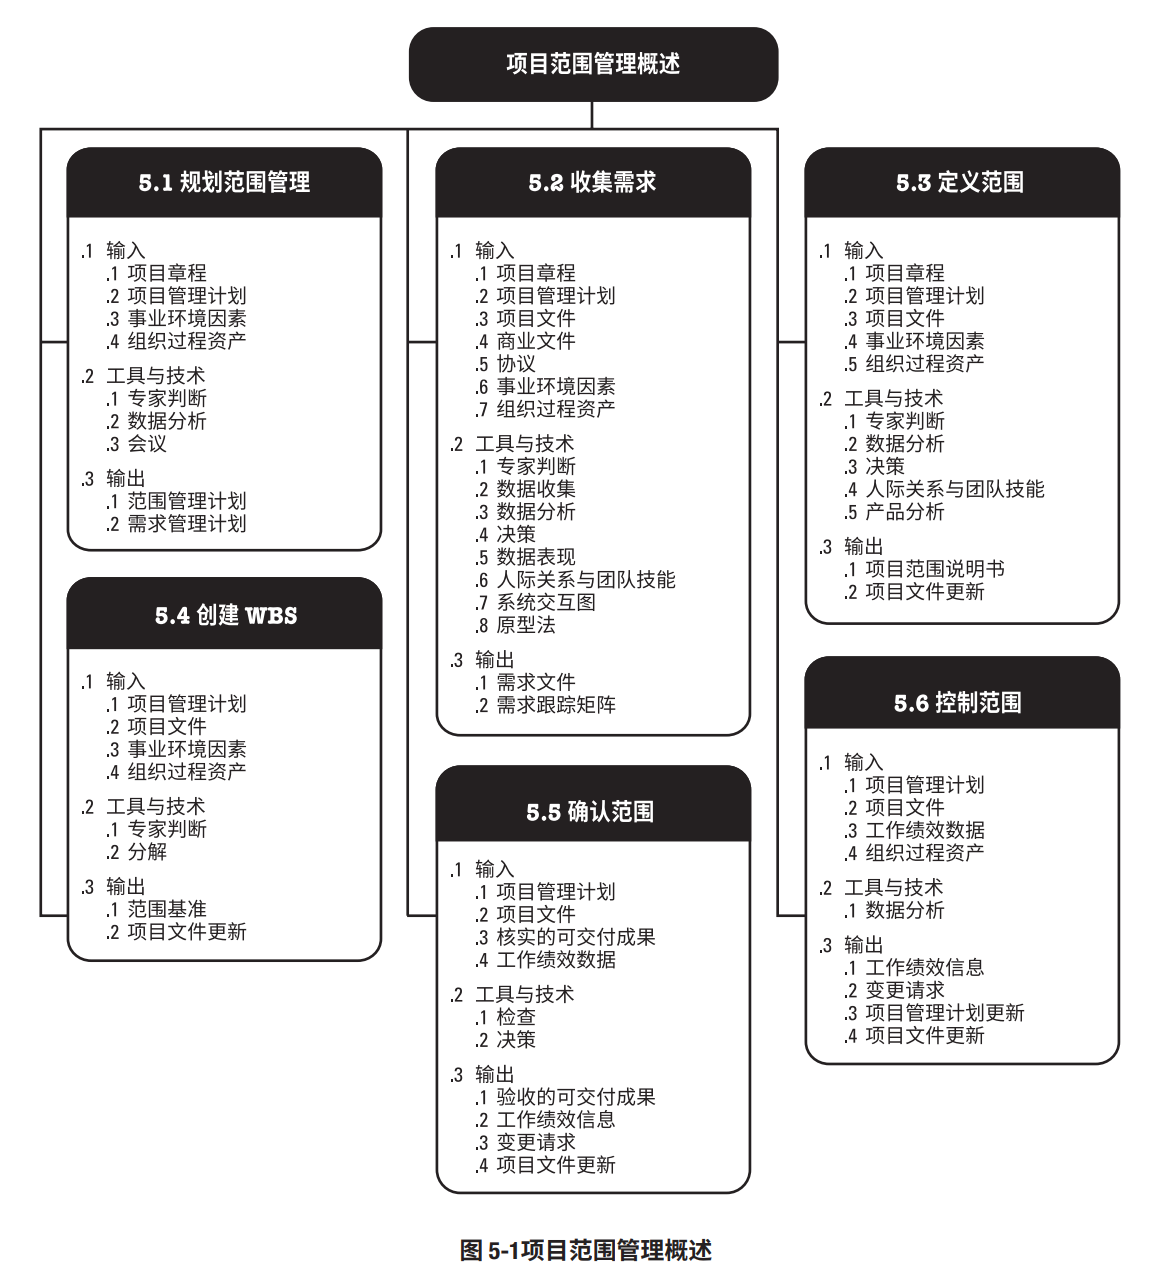 项目范围管理概述
5.1 规划范围管理
.1 输入
.1 项目章程
.2 项目管理计划
.3 事业环境因素
.4 组织过程资产
.2 工具与技术
.1 专家判断
.2 数据分析
.3 会议
.3 输出
.1 范围管理计划
.2 需求管理计划
5.2 收集需求
.1 输入
.1 项目章程
.2 项目管理计划
.3 项目文件
.4 商业文件
.5 协议
.6 事业环境因素
.7 组织过程资产
.2 工具与技术
.1 专家判断
.2 数据收集
.3 数据分析
.4 决策
.5 数据表现
.6 人际关系与团队技能
.7 系统交互图
.8 原型法
.3 输出
.1 需求文件
.2 需求跟踪矩阵
5.3 定义范围
.1 输入
.1 项目章程
.2 项目管理计划
.3 项目文件
.4 事业环境因素
.5 组织过程资产
.2 工具与技术
.1 专家判断
.2 数据分析
.3 决策
.4 人际关系与团队技能
.5 产品分析
.3 输出
.1 项目范围说明书
.2 项目文件更新
5.4 创建 WBS
.1 输入
.1 项目管理计划
.2 项目文件
.3 事业环境因素
.4 组织过程资产
.2 工具与技术
.1 专家判断
.2 分解
.3 输出
.1 范围基准
.2 项目文件更新
5.5 确认范围
.1 输入
.1 项目管理计划
.2 项目文件
.3 核实的可交付成果
.4 工作绩效数据
.2 工具与技术
.1 检查
.2 决策
.3 输出
.1 验收的可交付成果
.2 工作绩效信息
.3 变更请求
.4 项目文件更新
5.6 控制范围
.1 输入
.1 项目管理计划
.2 项目文件
.3 工作绩效数据
.4 组织过程资产
.2 工具与技术
.1 数据分析
.3 输出
.1 工作绩效信息
.2 变更请求
.3 项目管理计划更新
.4 项目文件更新
图 5-1项目范围管理概述